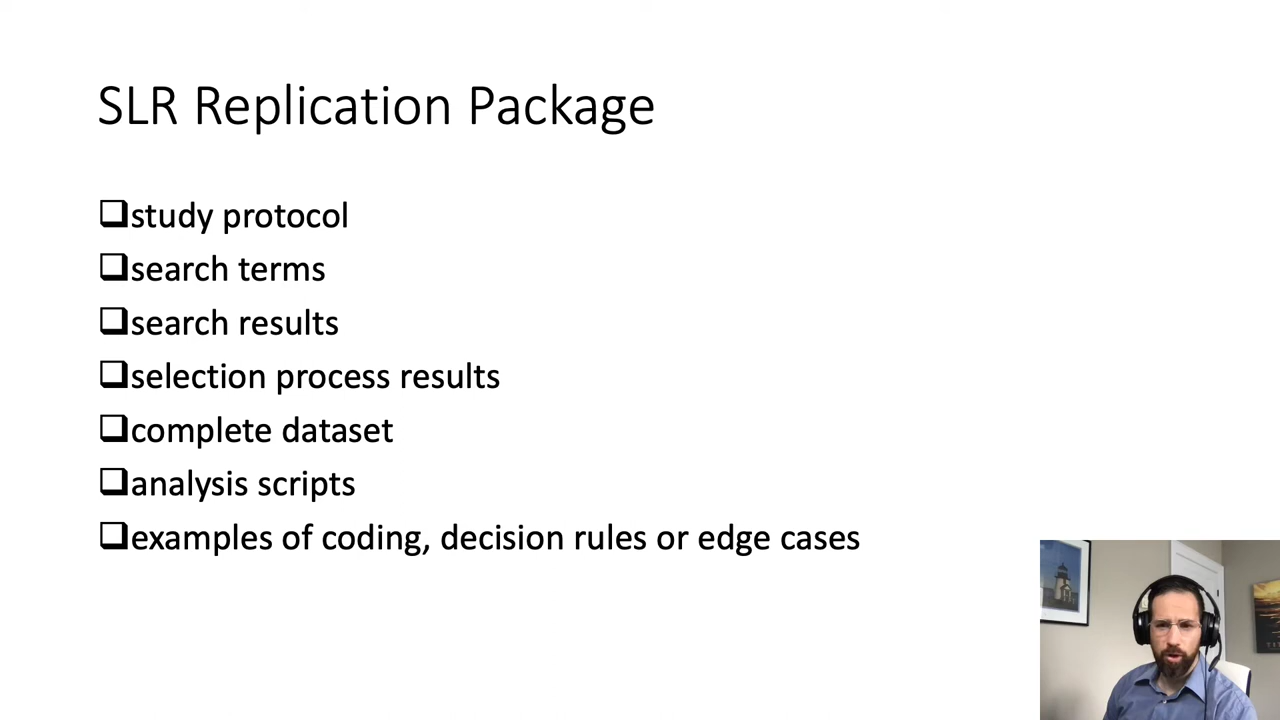 SLR Replication Package
❑study protocol
❑search terms
❑search results
❑selection process results
❑complete dataset
❑analysis scripts
❑examples of coding, decision rules or edge cases